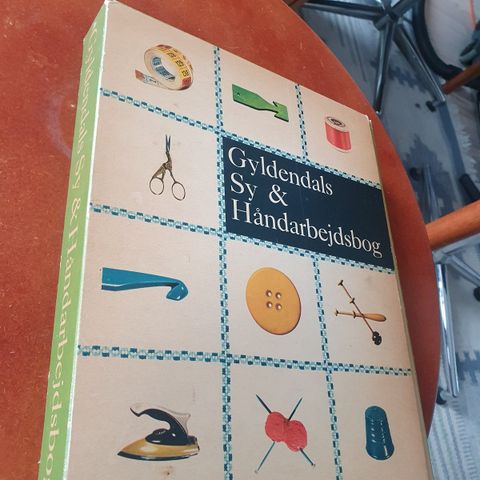 Gyldendals Sy & Håndarbejdsbog
Gyldendals
Sy &
Håndarbejdsbog